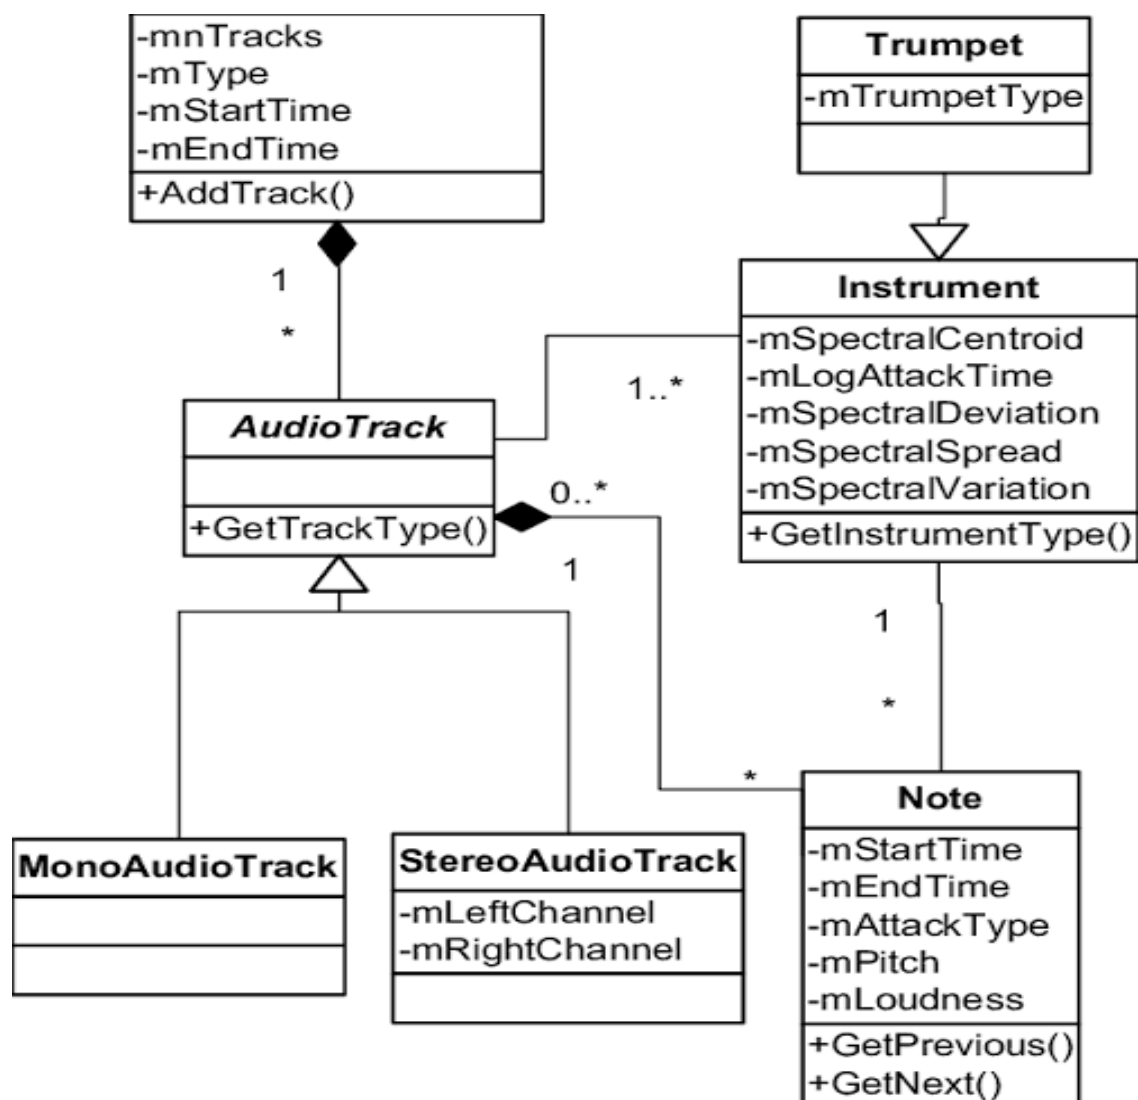 -mnTracks
-mType
-mStartTime
-mEndTime
+AddTrack()
1
*
Trumpet
-mTrumpetType
Instrument
-mSpectralCentroid
-mLogAttackTime
-mSpectralDeviation
-mSpectralSpread
-mSpectralVariation
+GetInstrumentType()
1..*
AudioTrack
+GetTrackType()
0..*
1
*
1
*
MonoAudioTrack
StereoAudioTrack
-mLeftChannel
-mRightChannel
Note
-mStartTime
-mEndTime
-mAttackType
-mPitch
-mLoudness
+GetPrevious()
+GetNext()